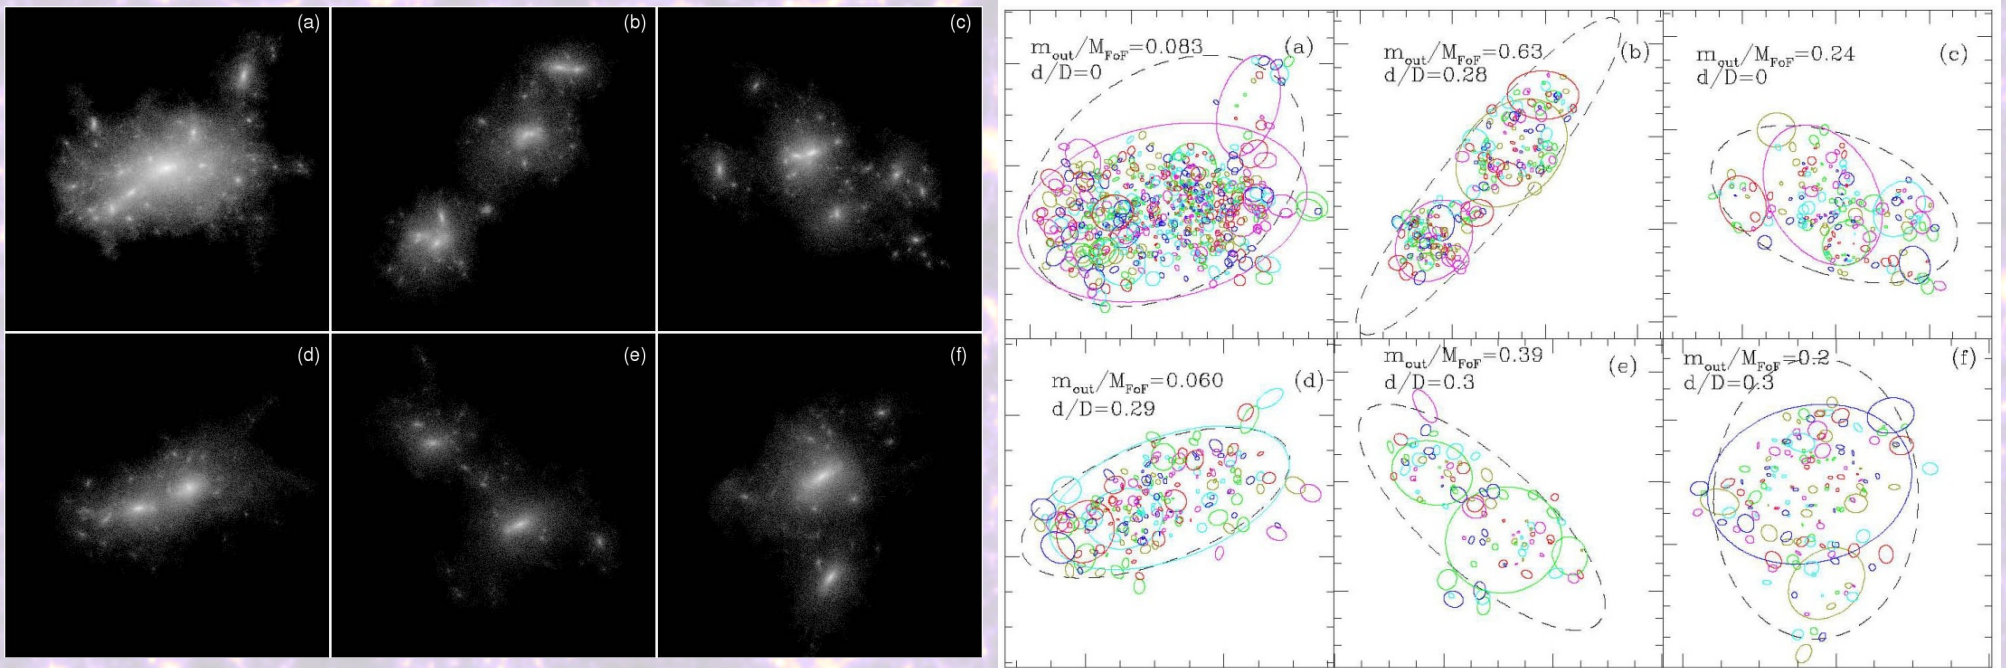 (a)
(b)
(c)
(d)
(e)
(f)
m_out/M_FoF=0.083
d/D=0
(a)
m_out/M_FoF=0.63
d/D=0.28
(b)
m_out/M_FoF=0.24
d/D=0
(c)
m_out/M_FoF=0.060
d/D=0.29
(d)
m_out/M_FoF=0.39
d/D=0.3
(e)
m_out/M_FoF=0.2
d/D=0.3
(f)